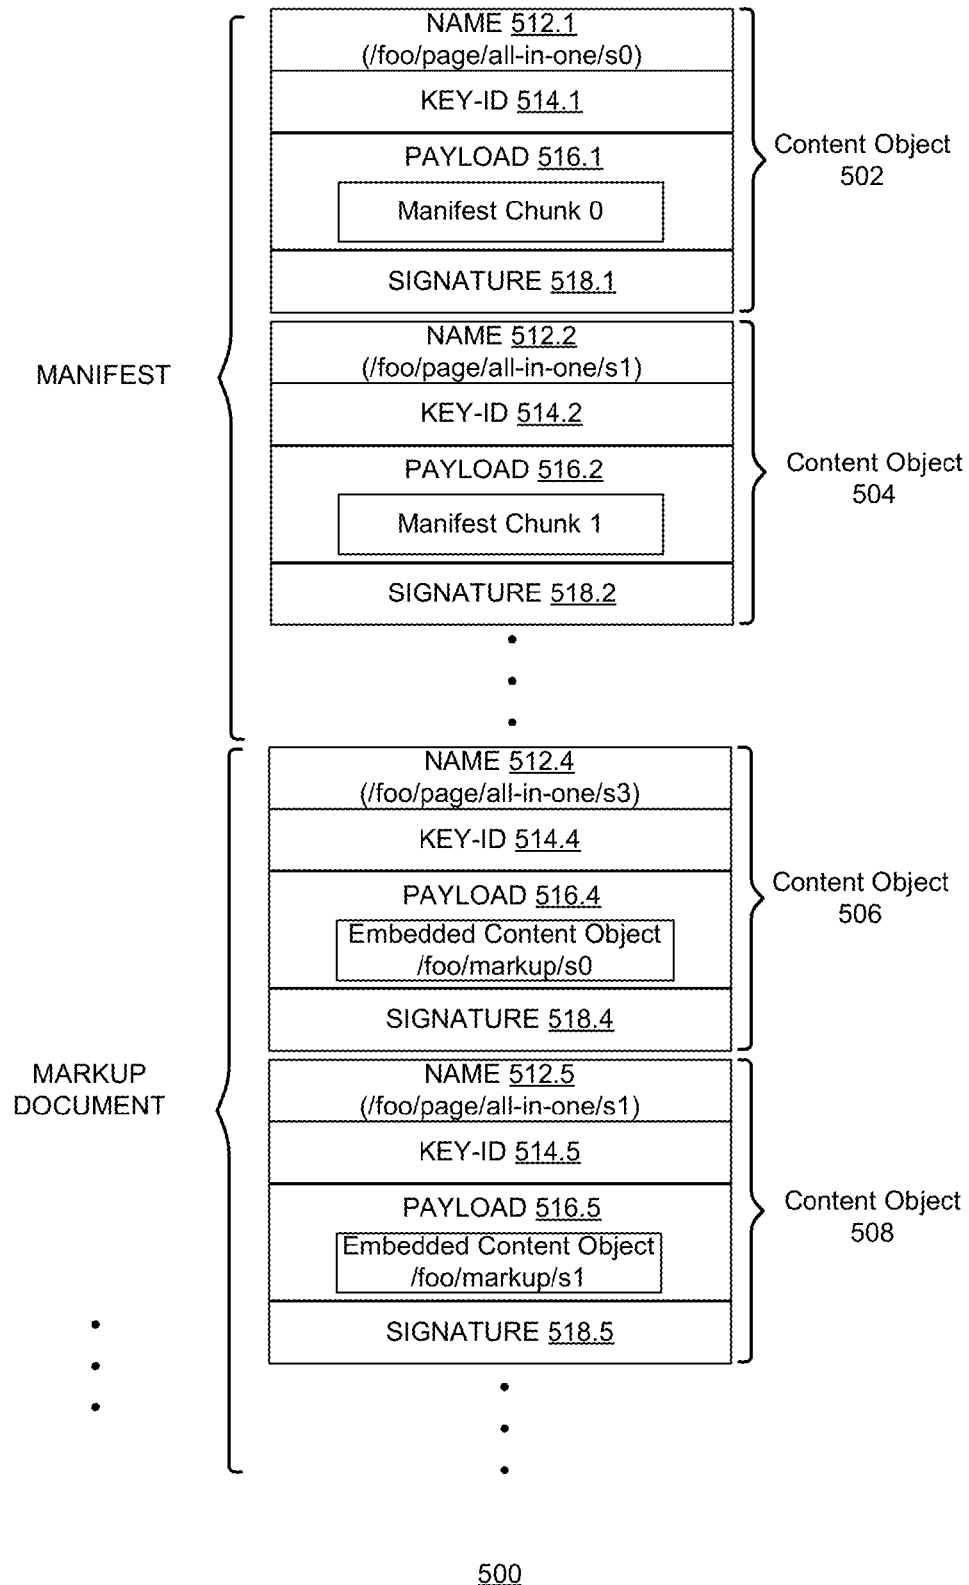 NAME 512.1
(/foo/page/all-in-one/s0)
KEY-ID 514.1
PAYLOAD 516.1
Manifest Chunk 0
SIGNATURE 518.1
Content Object
502
NAME 512.2
(/foo/page/all-in-one/s1)
KEY-ID 514.2
PAYLOAD 516.2
Manifest Chunk 1
SIGNATURE 518.2
Content Object
504
MANIFEST
NAME 512.4
(/foo/page/all-in-one/s3)
KEY-ID 514.4
PAYLOAD 516.4
Embedded Content Object
/foo/markup/s0
SIGNATURE 518.4
Content Object
506
NAME 512.5
(/foo/page/all-in-one/s1)
KEY-ID 514.5
PAYLOAD 516.5
Embedded Content Object
/foo/markup/s1
SIGNATURE 518.5
Content Object
508
MARKUP
DOCUMENT
500